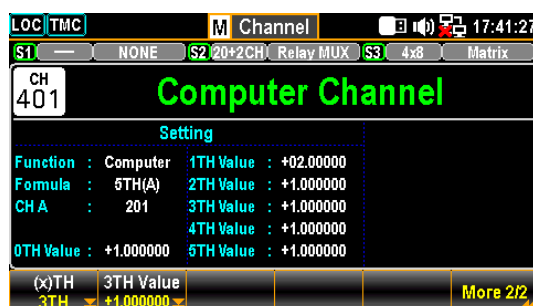 LOC TMC M Channel 17:41:27
S1 — NONE S2 20+2CH Relay MUX S3 4x8 Matrix
CH
401 Computer Channel
Setting
Function : Computer 1TH Value : +02.00000
Formula : 5TH(A) 2TH Value : +1.000000
CH A : 201 3TH Value : +1.000000
4TH Value : +1.000000
0TH Value : +1.000000 5TH Value : +1.000000
(x)TH 3TH Value
3TH +1.000000 More 2/2